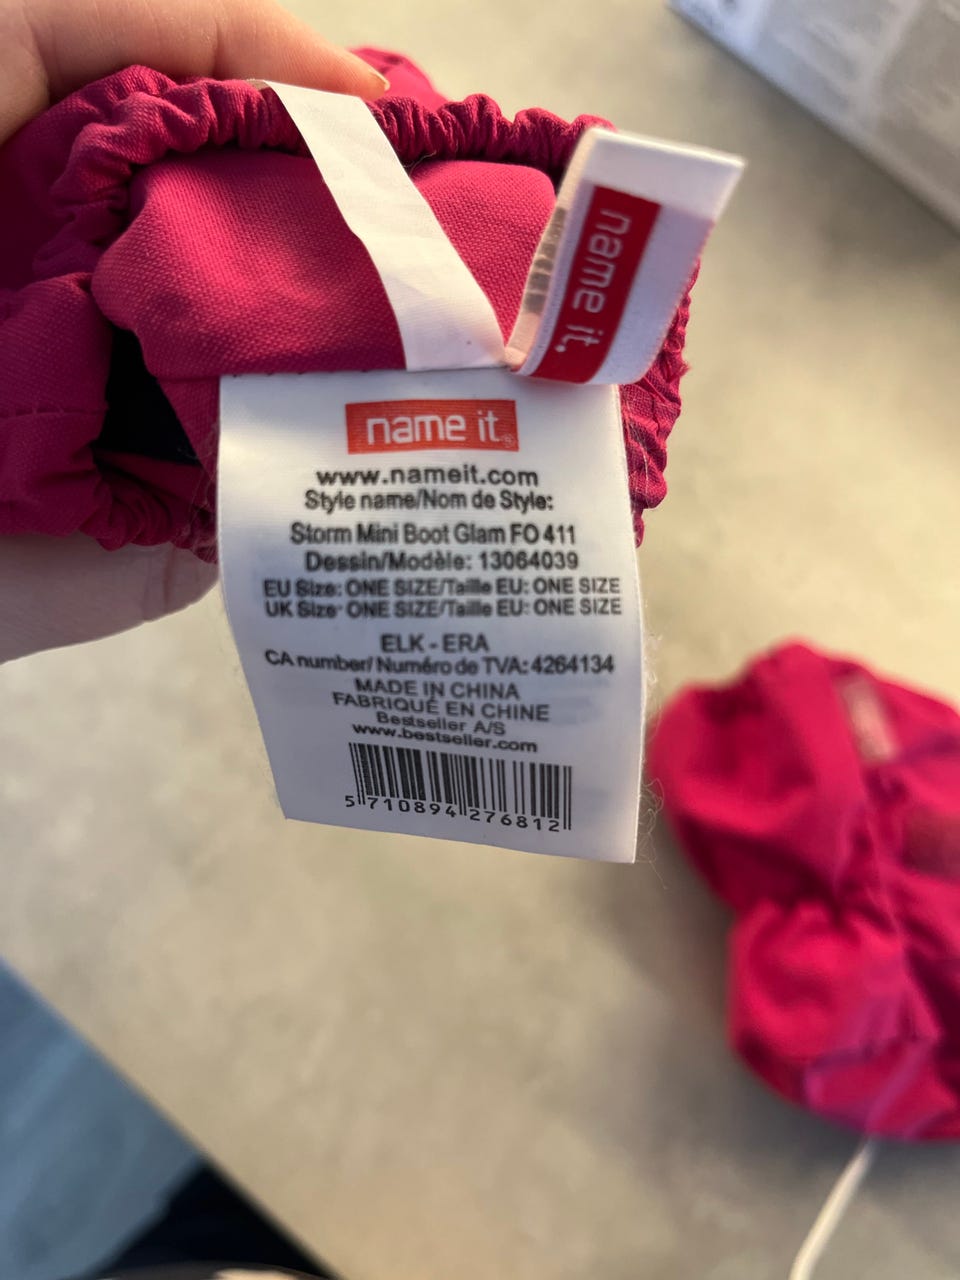 name it.
name it
www.nameit.com
Style name/Nom de Style:
Storm Mini Boot Glam FO 411
Dessin/Modèle: 13064039
EU Size: ONE SIZE/Taille EU: ONE SIZE
UK Size: ONE SIZE/Taille EU: ONE SIZE
ELK - ERA
CA number/ Numéro de TVA: 4264134
MADE IN CHINA
FABRIQUÉ EN CHINE
Bestseller A/S
www.bestseller.com
5 710894 276812